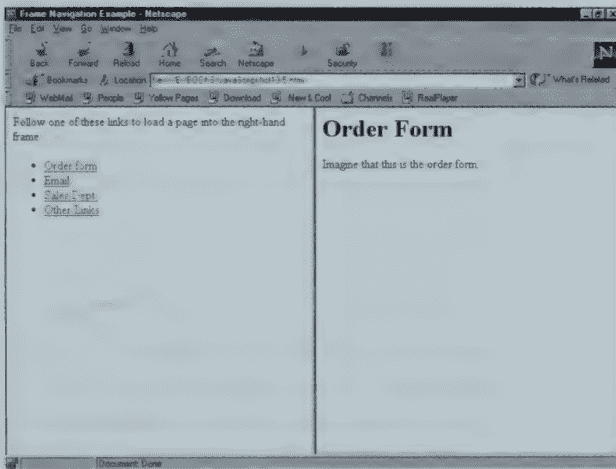 Frame Navigation Example - Netscape
File Edit View Go Window Help
Back Forward Reload Home Search Netscape Security
Bookmarks Location What's Related
WebMail People Yellow Pages Download New & Cool Channels RealPlayer
Follow one of these links to load a page into the right-hand
frame
• Order form
• Email
• Sales Dept.
• Other Links
Order Form
Imagine that this is the order form.
Document: Done